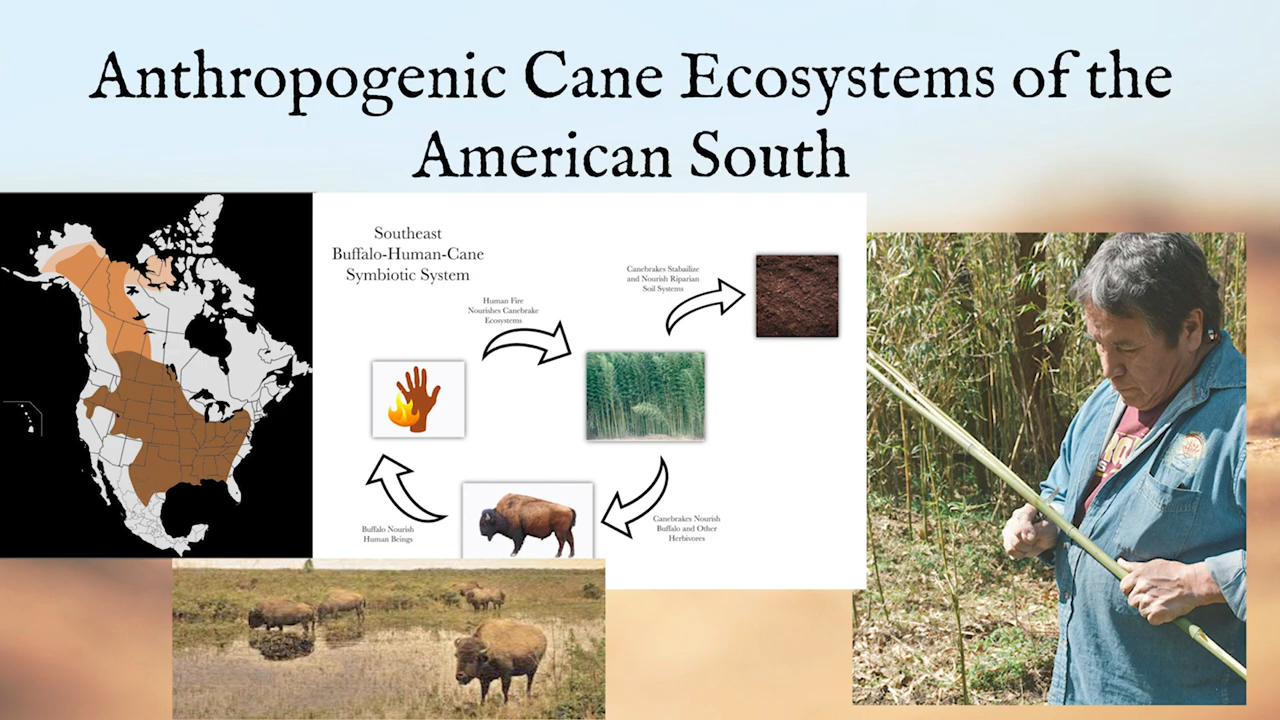 Anthropogenic Cane Ecosystems of the
American South
Southeast
Buffalo-Human-Cane
Symbiotic System
Human Fire
Nourishes Canebrake
Ecosystems
Canebrakes Stabailize
and Nourish Riparian
Soil Systems
Buffalo Nourish
Human Beings
Canebrakes Nourish
Buffalo and Other
Herbivores